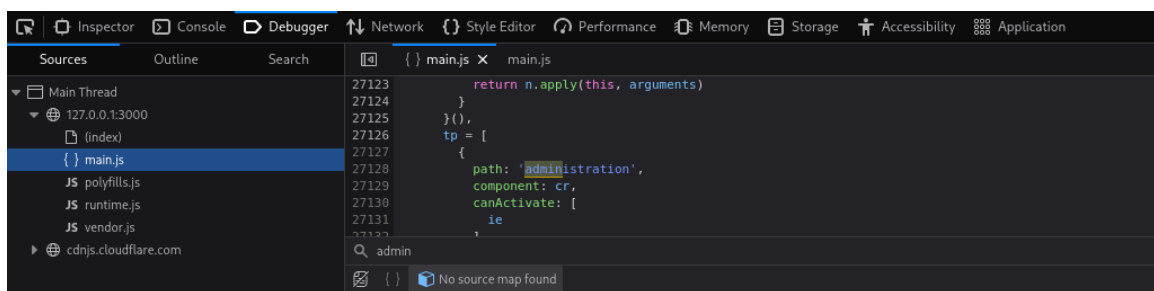 Inspector Console Debugger Network {} Style Editor Performance Memory Storage Accessibility Application
Sources Outline Search { } main.js × main.js
Main Thread
127.0.0.1:3000
(index)
{ } main.js
JS polyfills.js
JS runtime.js
JS vendor.js
cdnjs.cloudflare.com
27123 return n.apply(this, arguments)
27124 }
27125 }(),
27126 tp = [
27127 {
27128 path: 'administration',
27129 component: cr,
27130 canActivate: [
27131 ie
27132 ]
admin
{ } No source map found